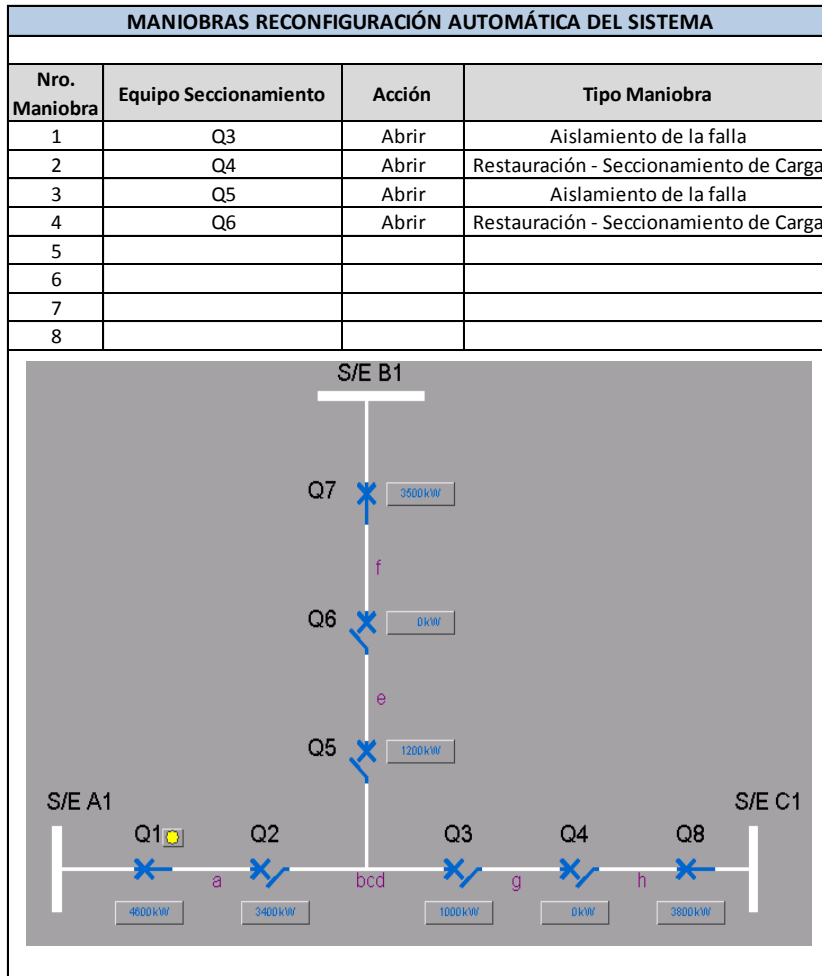 MANIOBRAS RECONFIGURACIÓN AUTOMÁTICA DEL SISTEMA
Nro. Maniobra Equipo Seccionamiento Acción Tipo Maniobra
1 Q3 Abrir Aislamiento de la falla
2 Q4 Abrir Restauración - Seccionamiento de Carga
3 Q5 Abrir Aislamiento de la falla
4 Q6 Abrir Restauración - Seccionamiento de Carga
5
6
7
8
S/E B1
Q7 3500kW
f
Q6 0kW
e
Q5 1200kW
S/E A1 S/E C1
Q1 Q2 Q3 Q4 Q8
a bcd g h
4600kW 3400kW 1000kW 0kW 3800kW